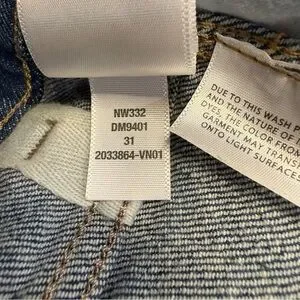 NW332
DM9401
31
2033864-VN01
DUE TO THIS WASH
AND THE NATURE OF
DYES, THE COLOR FROM
GARMENT MAY TRANS
ONTO LIGHT SURFACES